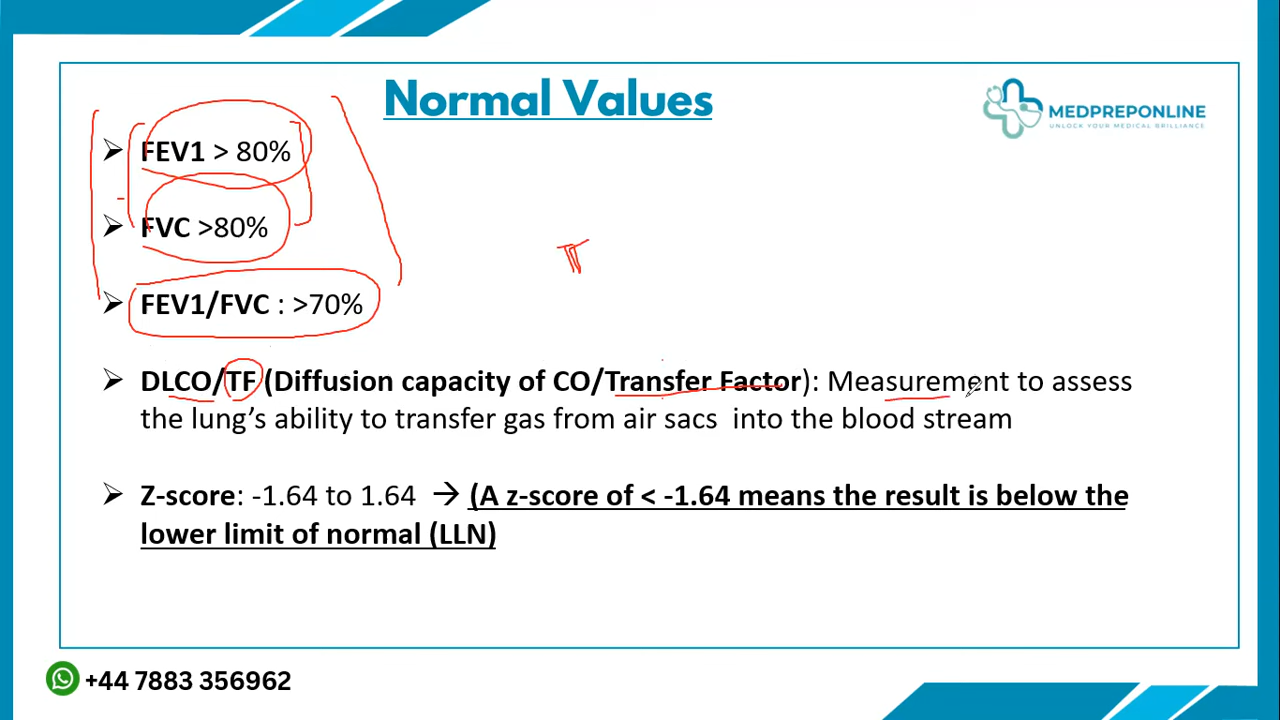 Normal Values
MEDPREPONLINE
UNLOCK YOUR MEDICAL BRILLIANCE
➢ FEV1 > 80%
➢ FVC >80%
➢ FEV1/FVC : >70%
➢ DLCO/TF (Diffusion capacity of CO/Transfer Factor): Measurement to assess
the lung’s ability to transfer gas from air sacs into the blood stream
➢ Z-score: -1.64 to 1.64 → (A z-score of < -1.64 means the result is below the
lower limit of normal (LLN)
+44 7883 356962